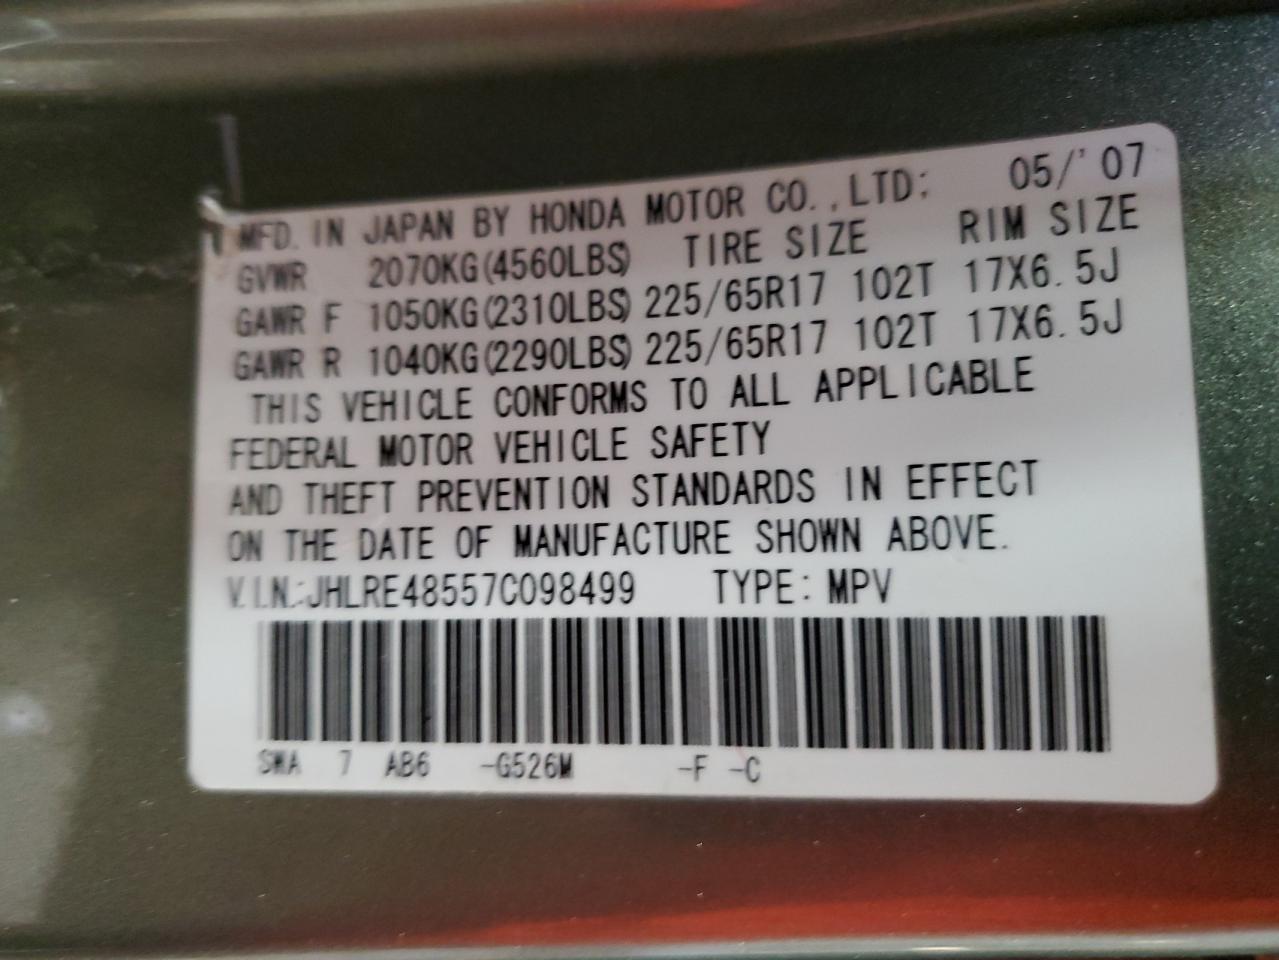 MFD. IN JAPAN BY HONDA MOTOR CO.,LTD: 05/'07
GVWR 2070KG(4560LBS) TIRE SIZE RIM SIZE
GAWR F 1050KG(2310LBS) 225/65R17 102T 17X6.5J
GAWR R 1040KG(2290LBS) 225/65R17 102T 17X6.5J
THIS VEHICLE CONFORMS TO ALL APPLICABLE
FEDERAL MOTOR VEHICLE SAFETY
AND THEFT PREVENTION STANDARDS IN EFFECT
ON THE DATE OF MANUFACTURE SHOWN ABOVE.
V.I.N.:JHLRE48557C098499 TYPE: MPV
SWA 7 AB6 -G526M -F -C